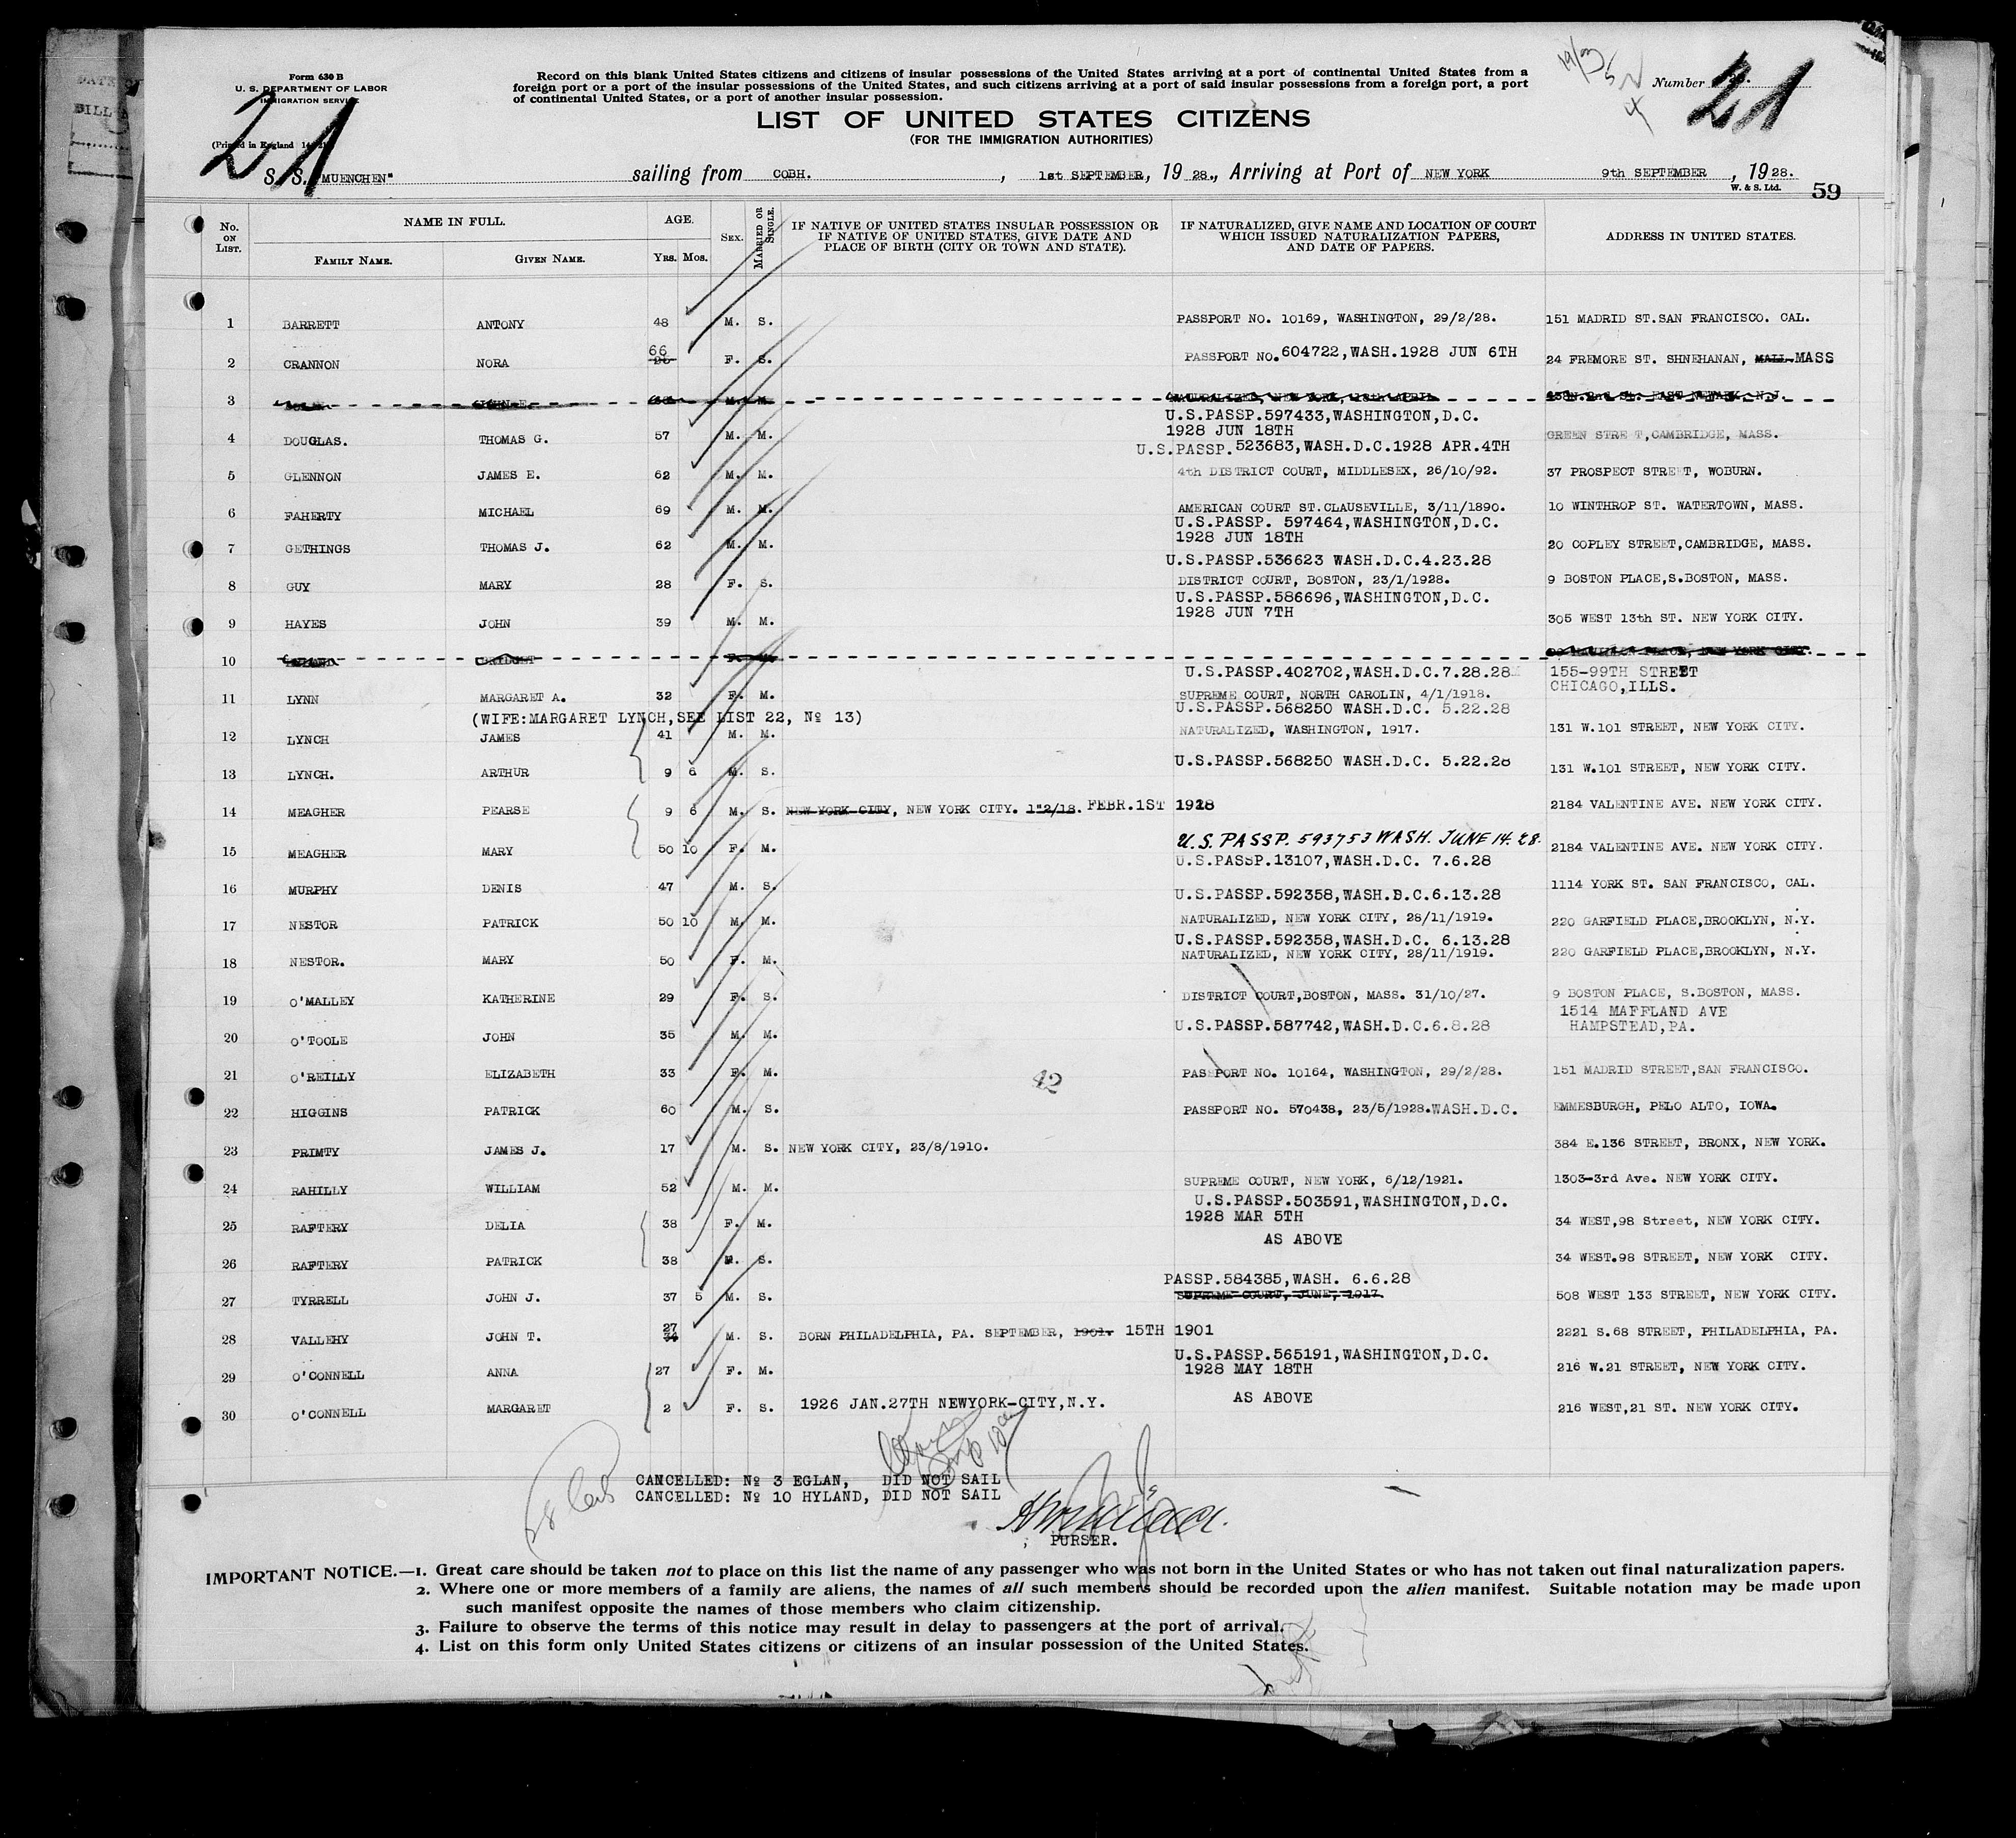 Form 630 B
U. S. DEPARTMENT OF LABOR
IMMIGRATION SERVICE
(Printed in England
21
Record on this blank United States citizens and citizens of insular possessions of the United States arriving at a port of continental United States from a
foreign port or a port of the insular possessions of the United States, and such citizens arriving at a port of said insular possessions from a foreign port, a port
of continental United States, or a port of another insular possession.
Number
21
LIST OF UNITED STATES CITIZENS
(FOR THE IMMIGRATION AUTHORITIES)
S. S. MUENCHEN" sailing from COBH. , 1st SEPTEMBER, 19 28., Arriving at Port of NEW YORK 9th SEPTEMBER , 19 28.
W. & S. Ltd. 59
No. ON LIST. NAME IN FULL. FAMILY NAME. GIVEN NAME. AGE. YRS. MOS. SEX. MARRIED OR SINGLE. IF NATIVE OF UNITED STATES INSULAR POSSESSION OR IF NATIVE OF UNITED STATES, GIVE DATE AND PLACE OF BIRTH (CITY OR TOWN AND STATE). IF NATURALIZED, GIVE NAME AND LOCATION OF COURT WHICH ISSUED NATURALIZATION PAPERS, AND DATE OF PAPERS. ADDRESS IN UNITED STATES.
1 BARRETT ANTONY 48 M. S. PASSPORT NO. 10169, WASHINGTON, 29/2/28. 151 MADRID ST.SAN FRANCISCO. CAL.
66
2 CRANNON NORA F. S. PASSPORT NO.604722,WASH.1928 JUN 6TH 24 FREMORE ST. SHNEHANAN, MALL.MASS
3 JOHN E. M. M. NATURALIZED, NEW YORK, APRIL EAST NEWARK N.J.
U.S.PASSP.597433,WASHINGTON,D.C.
1928 JUN 18TH
4 DOUGLAS. THOMAS G. 57 M. M. GREEN STRE T,CAMBRIDGE, MASS.
U.S.PASSP.523683,WASH.D.C.1928 APR.4TH
5 GLENNON JAMES E. 62 M. M. 4th DISTRICT COURT, MIDDLESEX, 26/10/92. 37 PROSPECT STREET, WOBURN.
6 FAHERTY MICHAEL 69 M. M. AMERICAN COURT ST.CLAUSEVILLE, 3/11/1890. 10 WINTHROP ST. WATERTOWN, MASS.
U.S.PASSP. 597464,WASHINGTON,D.C.
1928 JUN 18TH
7 GETHINGS THOMAS J. 62 M. M. 20 COPLEY STREET,CAMBRIDGE, MASS.
U.S.PASSP.536623 WASH.D.C.4.23.28
8 GUY MARY 28 F. S. DISTRICT COURT, BOSTON, 23/1/1928. 9 BOSTON PLACE,S.BOSTON, MASS.
U.S.PASSP.586696,WASHINGTON,D.C.
1928 JUN 7TH
9 HAYES JOHN 39 M. M. 305 WEST 13th ST. NEW YORK CITY.
10 BRIDGET F. PLACE, NEW YORK CITY.
U.S.PASSP.402702,WASH.D.C.7.28.28 155-99TH STREET
CHICAGO,ILLS.
11 LYNN MARGARET A. 32 F. M. SUPREME COURT, NORTH CAROLIN, 4/1/1918.
(WIFE:MARGARET LYNCH,SEE LIST 22, № 13) U.S.PASSP.568250 WASH.D.C. 5.22.28
12 LYNCH JAMES 41 M. M. NATURALIZED, WASHINGTON, 1917. 131 W.101 STREET, NEW YORK CITY.
U.S.PASSP.568250 WASH.D.C. 5.22.28
13 LYNCH. ARTHUR 9 6 M. S. 131 W.101 STREET, NEW YORK CITY.
14 MEAGHER PEARSE 9 6 M. S. NEW YORK CITY, NEW YORK CITY. 1"2/18. FEBR.1ST 1918 2184 VALENTINE AVE. NEW YORK CITY.
U.S. PASSP. 593753 WASH. JUNE 14. 28.
15 MEAGHER MARY 50 10 F. M. 2184 VALENTINE AVE. NEW YORK CITY.
U.S.PASSP.13107,WASH.D.C. 7.6.28
16 MURPHY DENIS 47 M. S. 1114 YORK ST. SAN FRANCISCO, CAL.
U.S.PASSP.592358,WASH.D.C.6.13.28
17 NESTOR PATRICK 50 10 M. M. NATURALIZED, NEW YORK CITY, 28/11/1919. 220 GARFIELD PLACE,BROOKLYN, N.Y.
U.S.PASSP.592358,WASH.D.C. 6.13.28
18 NESTOR. MARY 50 F. M. NATURALIZED, NEW YORK CITY, 28/11/1919. 220 GARFIELD PLACE,BROOKLYN, N.Y.
19 O'MALLEY KATHERINE 29 F. S. DISTRICT COURT,BOSTON, MASS. 31/10/27. 9 BOSTON PLACE, S.BOSTON, MASS.
1514 MAFFLAND AVE
U.S.PASSP.587742,WASH.D.C.6.8.28 HAMPSTEAD,PA.
20 O'TOOLE JOHN 35 M. M.
21 O'REILLY ELIZABETH 33 F. M. 42 PASSPORT NO. 10164, WASHINGTON, 29/2/28. 151 MADRID STREET,SAN FRANCISCO.
22 HIGGINS PATRICK 60 M. S. PASSPORT NO. 570438, 23/5/1928.WASH.D.C. EMMESBURGH, PELO ALTO, IOWA.
23 PRIMTY JAMES J. 17 M. S. NEW YORK CITY, 23/8/1910. 384 E.136 STREET, BRONX, NEW YORK.
24 RAHILLY WILLIAM 52 M. M. SUPREME COURT, NEW YORK, 6/12/1921. 1303-3rd Ave. NEW YORK CITY.
U.S.PASSP.503591,WASHINGTON,D.C.
1928 MAR 5TH
25 RAFTERY DELIA 38 F. M. 34 WEST,98 Street, NEW YORK CITY.
AS ABOVE
26 RAFTERY PATRICK 38 M. S. 34 WEST.98 STREET, NEW YORK CITY.
PASSP.584385,WASH. 6.6.28
27 TYRRELL JOHN J. 37 5 M. S. SUPREME COURT, JUNE, 1917. 508 WEST 133 STREET, NEW YORK CITY.
27
28 VALLEHY JOHN T. 34 M. S. BORN PHILADELPHIA, PA. SEPTEMBER, 1901. 15TH 1901 2221 S.68 STREET, PHILADELPHIA, PA.
U.S.PASSP.565191,WASHINGTON,D.C.
1928 MAY 18TH
29 O'CONNELL ANNA 27 F. M. 216 W.21 STREET, NEW YORK CITY.
AS ABOVE
30 O'CONNELL MARGARET 2 F. S. 1926 JAN.27TH NEWYORK-CITY,N.Y. 216 WEST,21 ST. NEW YORK CITY.
CANCELLED: № 3 EGLAN, DID NOT SAIL
CANCELLED: № 10 HYLAND, DID NOT SAIL
PURSER.
IMPORTANT NOTICE.—1. Great care should be taken not to place on this list the name of any passenger who was not born in the United States or who has not taken out final naturalization papers.
2. Where one or more members of a family are aliens, the names of all such members should be recorded upon the alien manifest. Suitable notation may be made upon
such manifest opposite the names of those members who claim citizenship.
3. Failure to observe the terms of this notice may result in delay to passengers at the port of arrival.
4. List on this form only United States citizens or citizens of an insular possession of the United States.